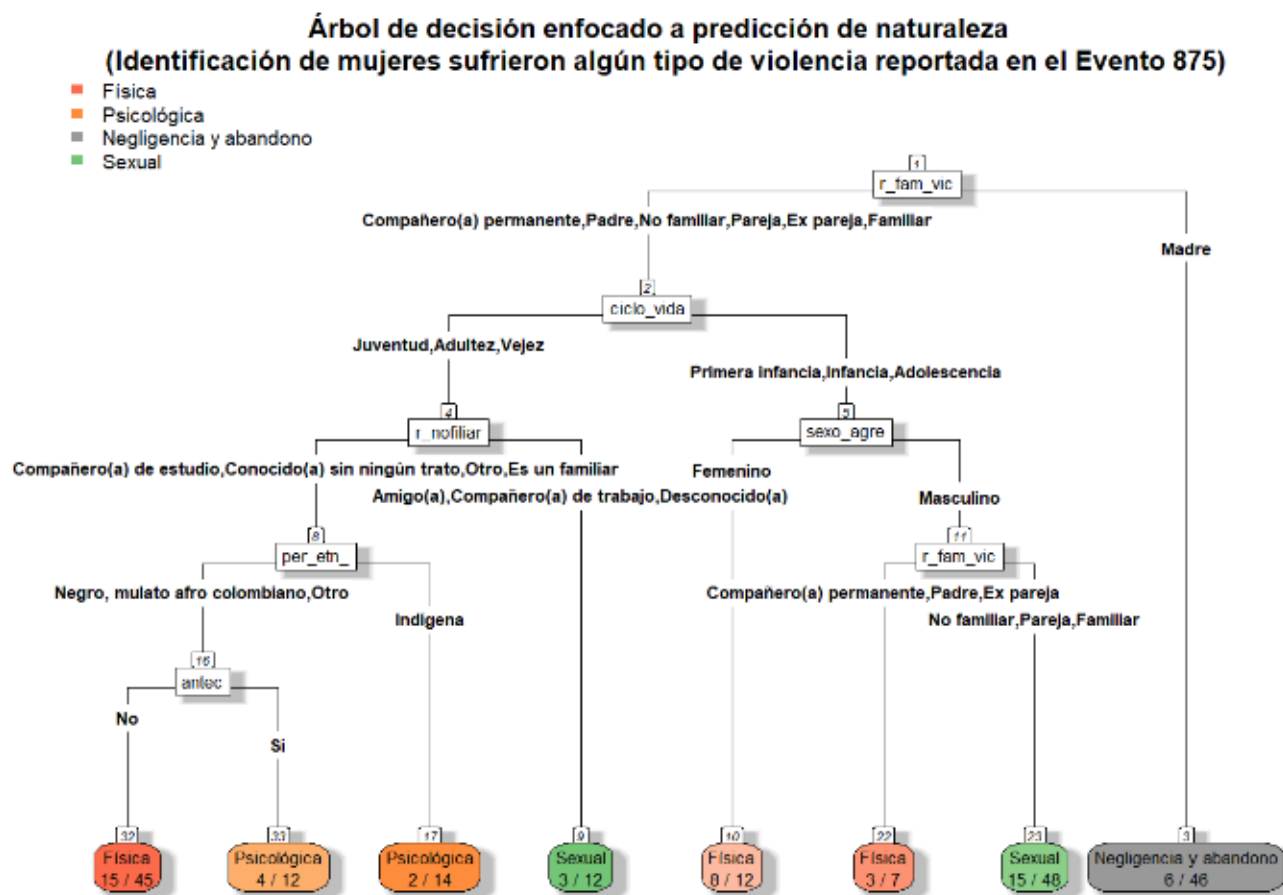 Árbol de decisión enfocado a predicción de naturaleza
(Identificación de mujeres sufrieron algún tipo de violencia reportada en el Evento 875)
Física
Psicológica
Negligencia y abandono
Sexual
1
r_fam_vic
Compañero(a) permanente,Padre,No familiar,Pareja,Ex pareja,Familiar
Madre
2
ciclo_vida
Juventud,Adultez,Vejez
Primera infancia,Infancia,Adolescencia
4
r_nofiliar
5
sexo_agre
Compañero(a) de estudio,Conocido(a) sin ningún trato,Otro,Es un familiar
Amigo(a),Compañero(a) de trabajo,Desconocido(a)
Femenino
Masculino
8
per_etn_
11
r_fam_vic
Negro, mulato afro colombiano,Otro
Indigena
Compañero(a) permanente,Padre,Ex pareja
No familiar,Pareja,Familiar
16
antec
No
Si
32
Física
15 / 45
33
Psicológica
4 / 12
17
Psicológica
2 / 14
9
Sexual
3 / 12
10
Física
8 / 12
22
Física
3 / 7
23
Sexual
15 / 48
3
Negligencia y abandono
6 / 46